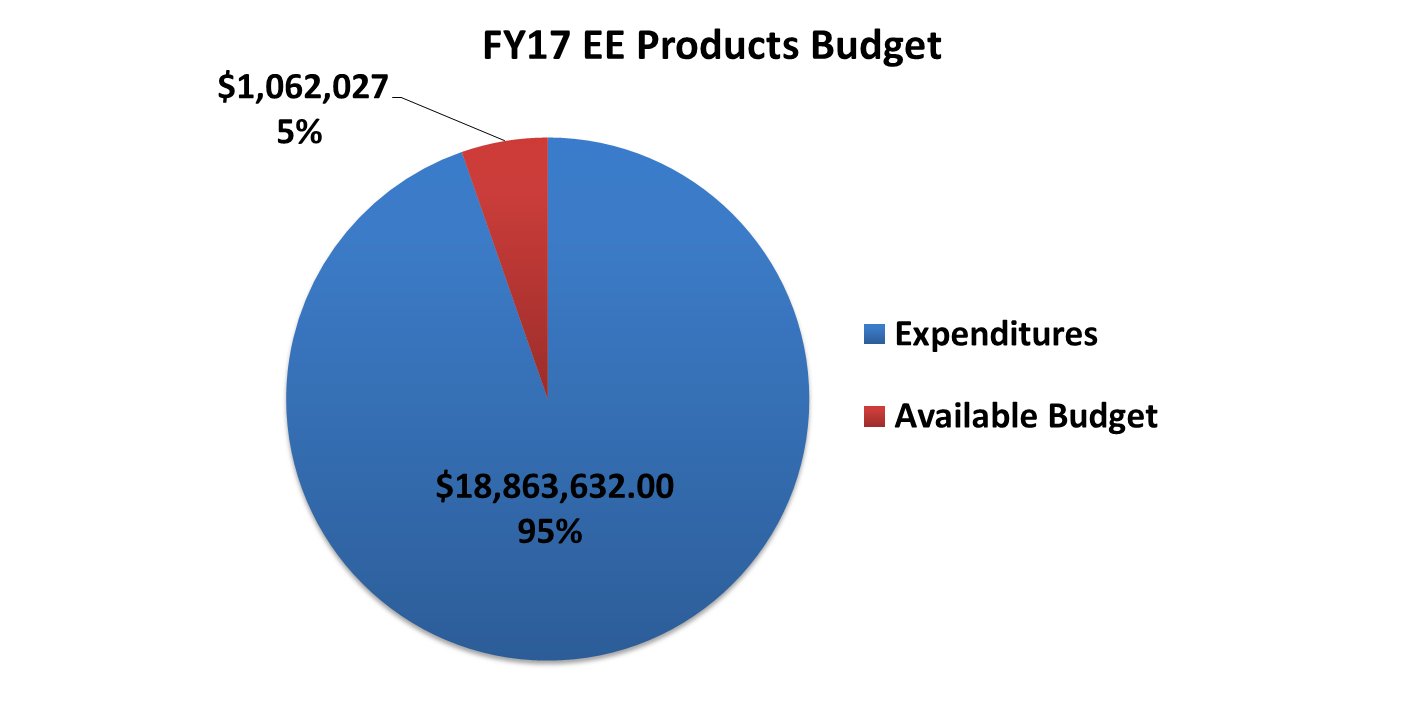 FY17 EE Products Budget
$1,062,027
5%
Expenditures
Available Budget
$18,863,632.00
95%